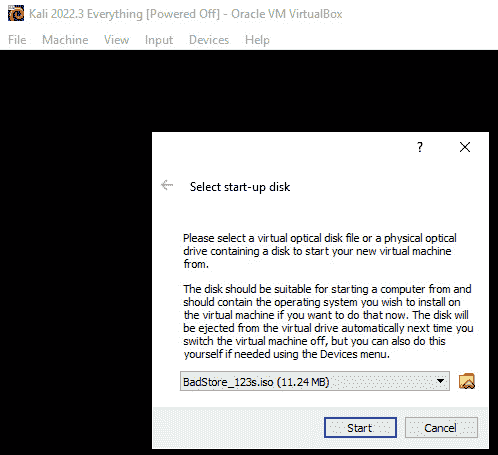 Kali 2022.3 Everything [Powered Off] - Oracle VM VirtualBox
File Machine View Input Devices Help
?
Select start-up disk
Please select a virtual optical disk file or a physical optical
drive containing a disk to start your new virtual machine
from.
The disk should be suitable for starting a computer from and
should contain the operating system you wish to install on
the virtual machine if you want to do that now. The disk will
be ejected from the virtual drive automatically next time you
switch the virtual machine off, but you can also do this
yourself if needed using the Devices menu.
BadStore_123s.iso (11.24 MB)
Start Cancel